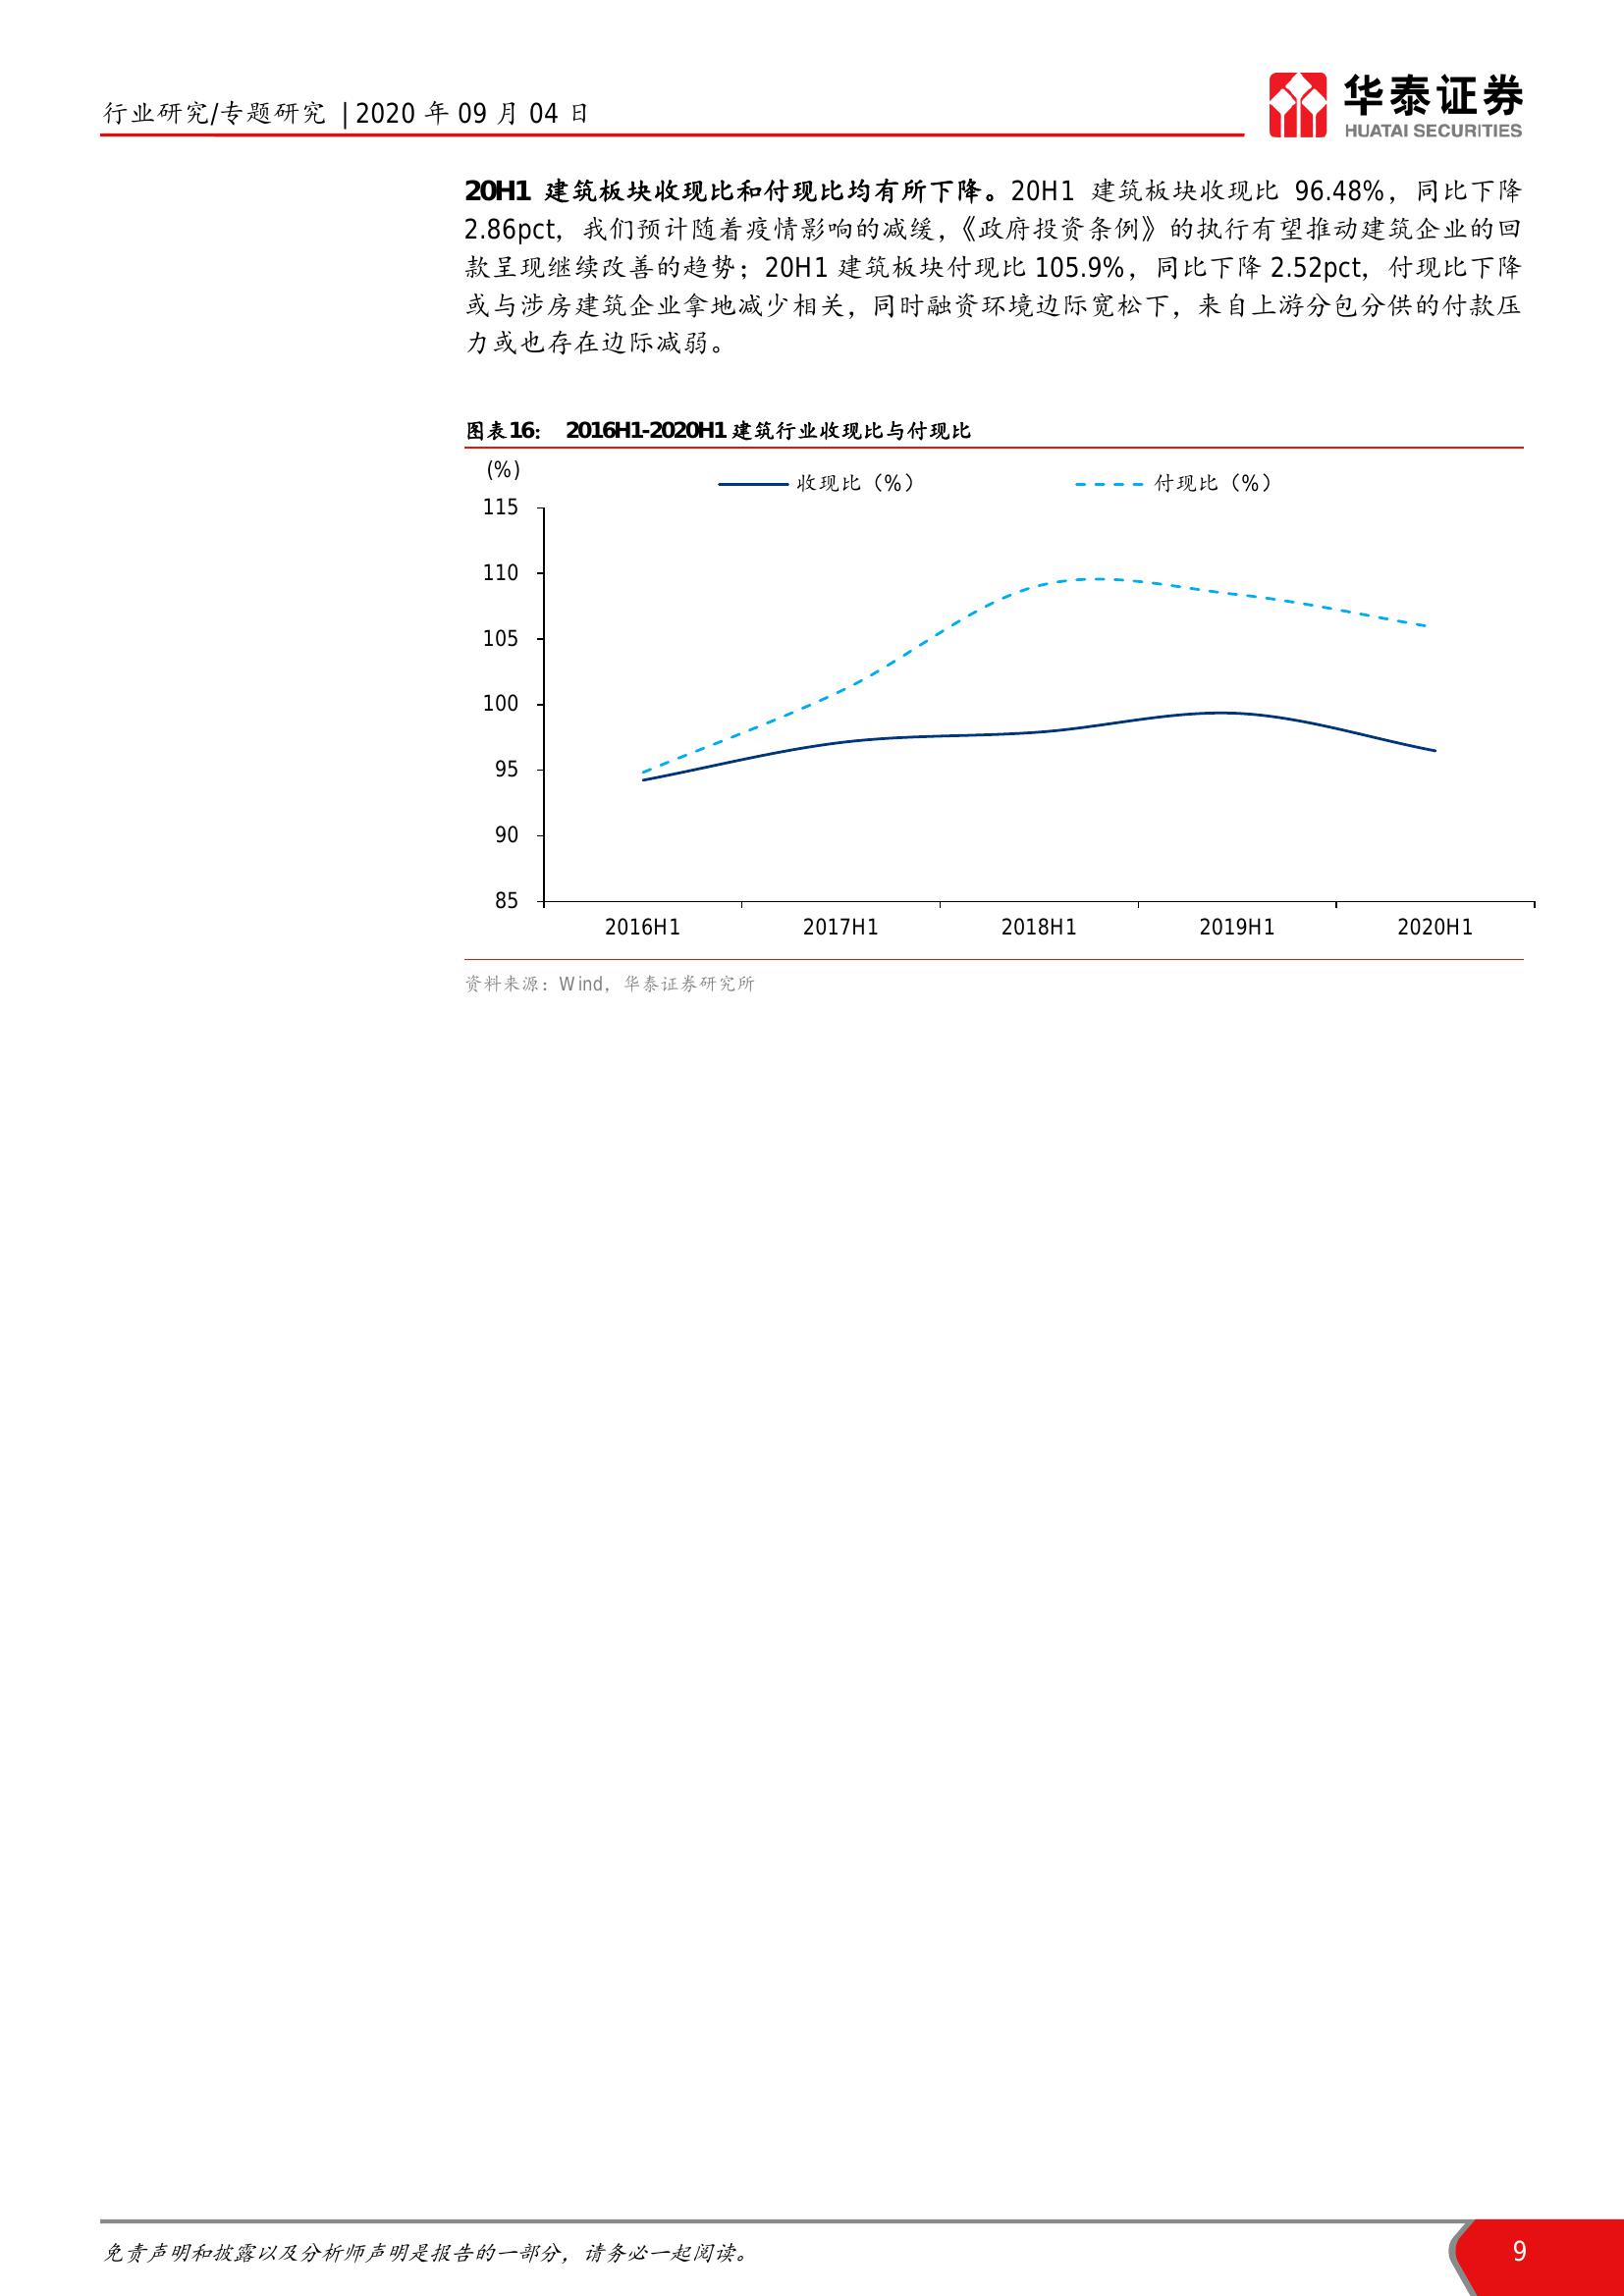 行业研究/专题研究 | 2020 年 09 月 04 日
华泰证券
HUATAI SECURITIES
20H1 建筑板块收现比和付现比均有所下降。20H1 建筑板块收现比 96.48%，同比下降
2.86pct，我们预计随着疫情影响的减缓，《政府投资条例》的执行有望推动建筑企业的回
款呈现继续改善的趋势；20H1 建筑板块付现比 105.9%，同比下降 2.52pct，付现比下降
或与涉房建筑企业拿地减少相关，同时融资环境边际宽松下，来自上游分包分供的付款压
力或也存在边际减弱。
图表16： 2016H1-2020H1 建筑行业收现比与付现比
(%)
收现比（%） 付现比（%）
115
110
105
100
95
90
85
2016H1 2017H1 2018H1 2019H1 2020H1
资料来源：Wind，华泰证券研究所
免责声明和披露以及分析师声明是报告的一部分，请务必一起阅读。
9